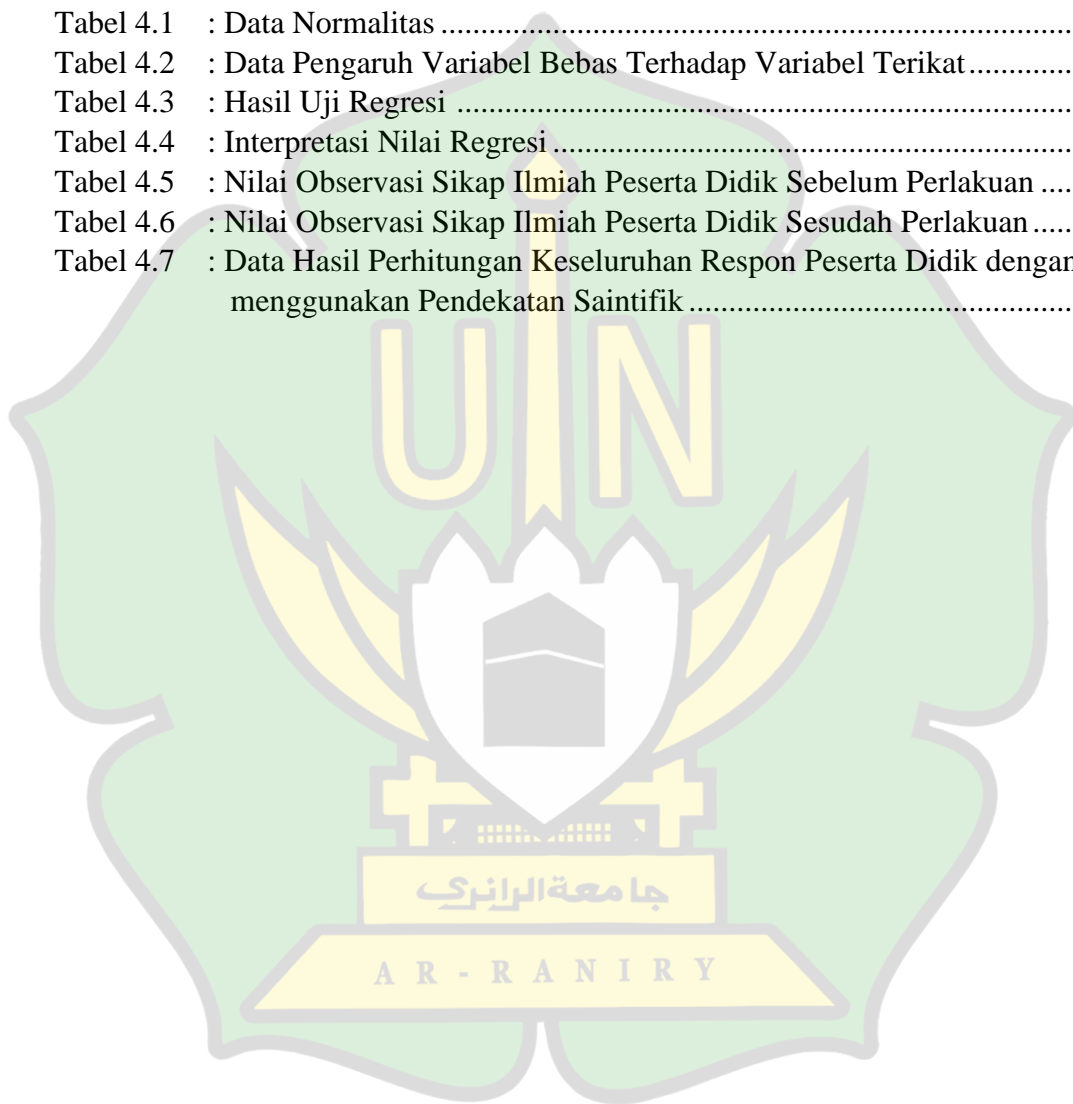 Tabel 4.1 : Data Normalitas ................................................................................
Tabel 4.2 : Data Pengaruh Variabel Bebas Terhadap Variabel Terikat.............
Tabel 4.3 : Hasil Uji Regresi ..............................................................................
Tabel 4.4 : Interpretasi Nilai Regresi ..................................................................
Tabel 4.5 : Nilai Observasi Sikap Ilmiah Peserta Didik Sebelum Perlakuan ....
Tabel 4.6 : Nilai Observasi Sikap Ilmiah Peserta Didik Sesudah Perlakuan .....
Tabel 4.7 : Data Hasil Perhitungan Keseluruhan Respon Peserta Didik dengan
menggunakan Pendekatan Saintifik .................................................
UIN
جامعة الرانري
AR-RANIRY